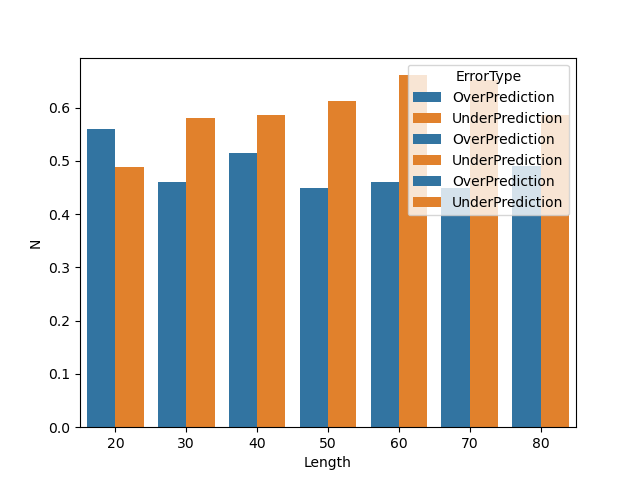 ErrorType
OverPrediction
UnderPrediction
OverPrediction
UnderPrediction
OverPrediction
UnderPrediction
0.6
0.5
0.4
0.3
0.2
0.1
0.0
N
20 30 40 50 60 70 80
Length